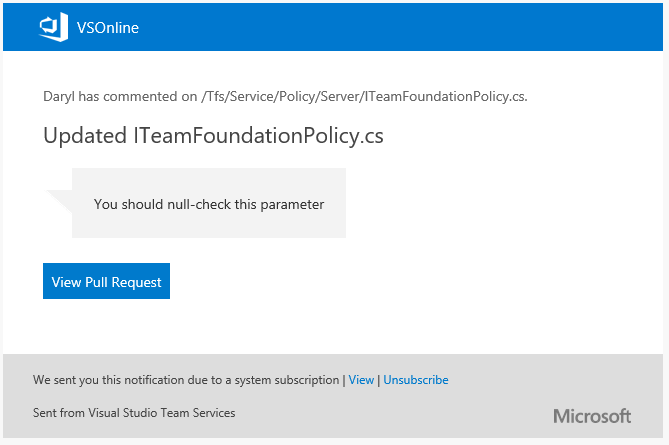 VSOnline
Daryl has commented on /Tfs/Service/Policy/Server/ITeamFoundationPolicy.cs.
Updated ITeamFoundationPolicy.cs
You should null-check this parameter
View Pull Request
We sent you this notification due to a system subscription | View | Unsubscribe
Sent from Visual Studio Team Services
Microsoft